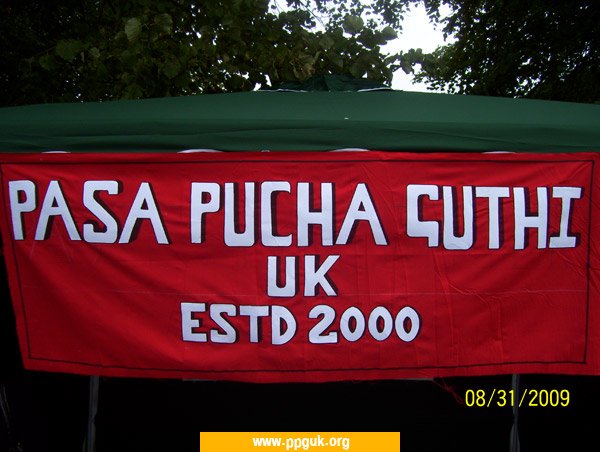 PASA PUCHA GUTHI
UK
ESTD 2000
08/31/2009
www.ppguk.org